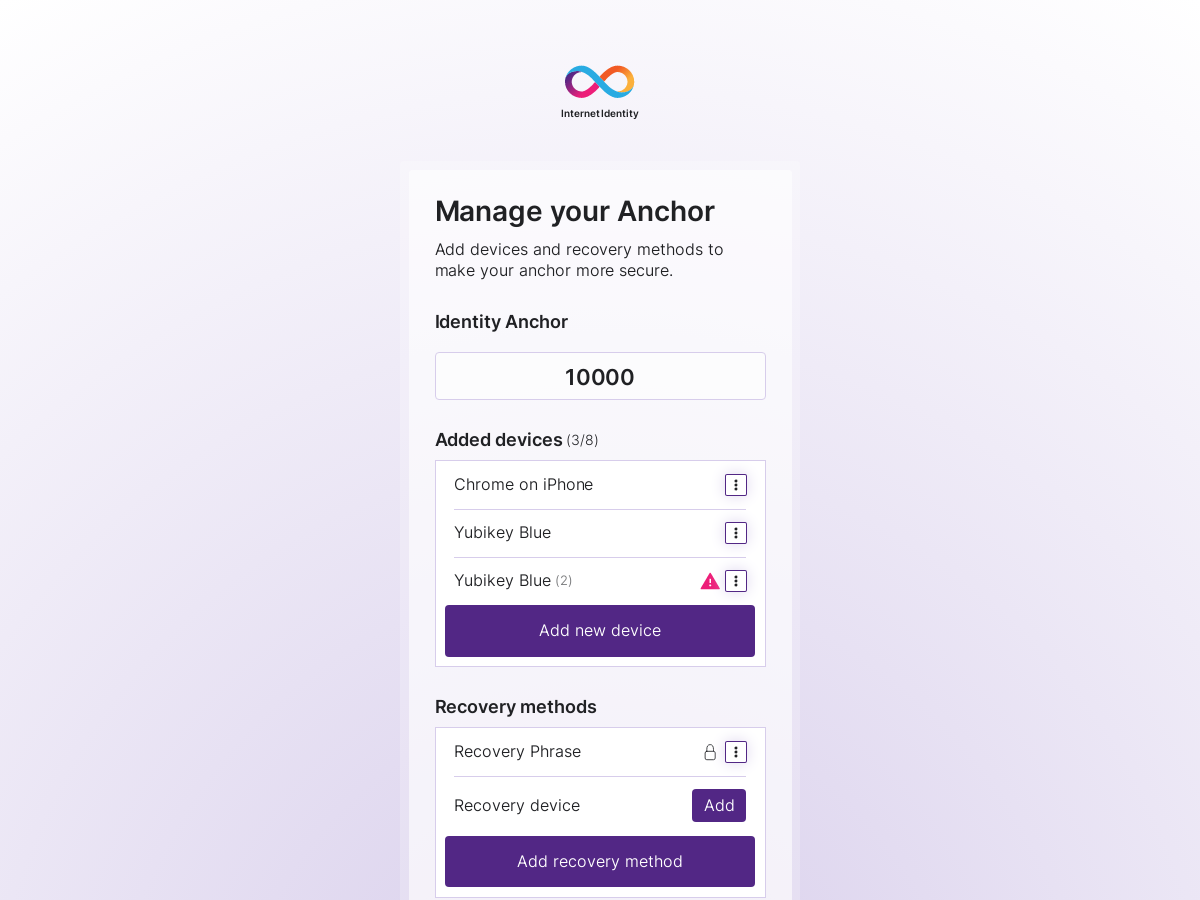 Internet Identity
Manage your Anchor
Add devices and recovery methods to
make your anchor more secure.
Identity Anchor
10000
Added devices (3/8)
Chrome on iPhone
Yubikey Blue
Yubikey Blue (2)
Add new device
Recovery methods
Recovery Phrase
Recovery device
Add
Add recovery method